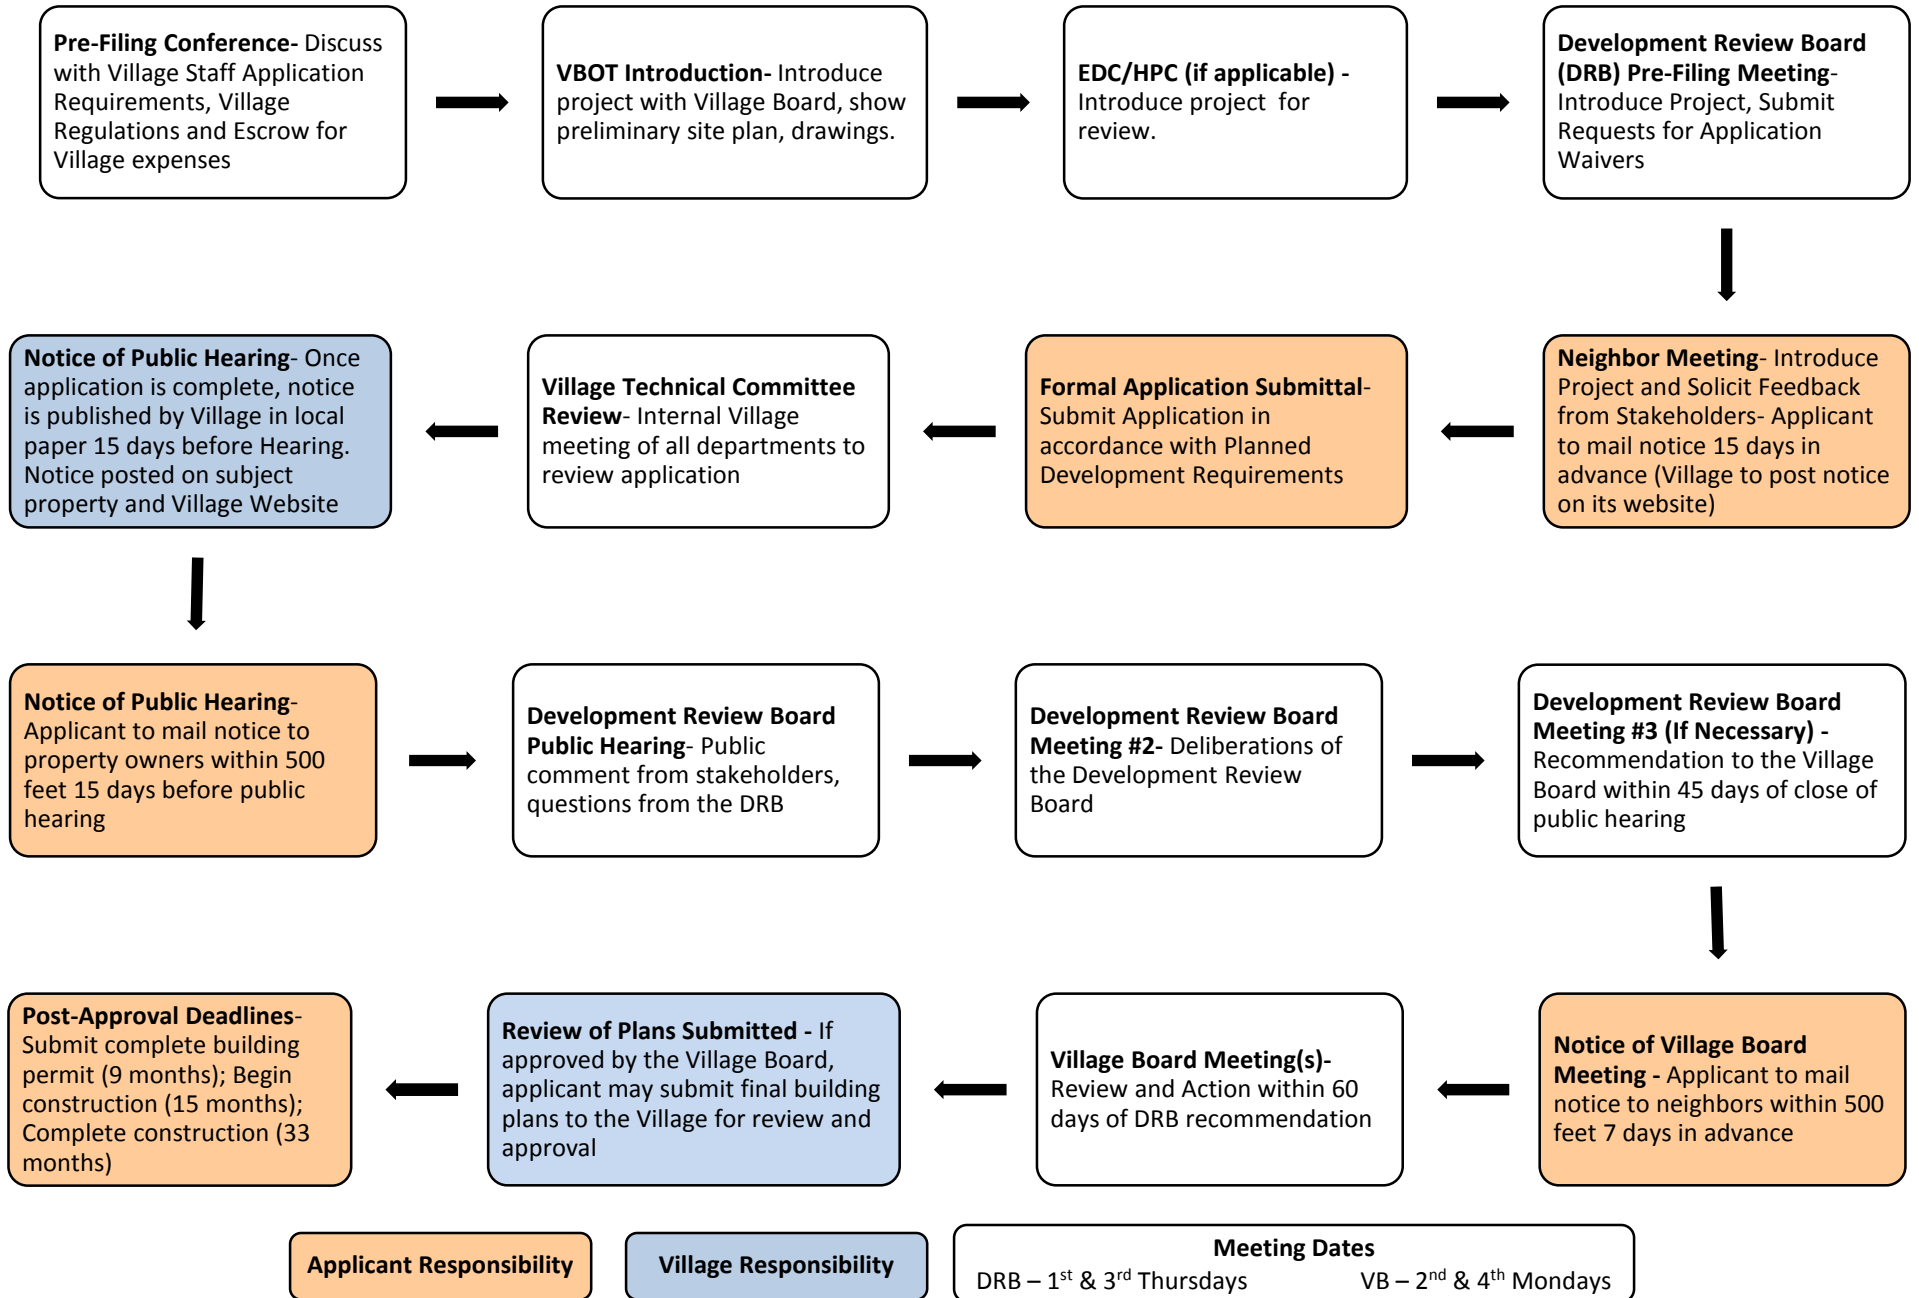 Pre-Filing Conference- Discuss
with Village Staff Application
Requirements, Village
Regulations and Escrow for
Village expenses
VBOT Introduction- Introduce
project with Village Board, show
preliminary site plan, drawings.
EDC/HPC (if applicable) -
Introduce project for
review.
Development Review Board
(DRB) Pre-Filing Meeting-
Introduce Project, Submit
Requests for Application
Waivers
Neighbor Meeting- Introduce
Project and Solicit Feedback
from Stakeholders- Applicant
to mail notice 15 days in
advance (Village to post notice
on its website)
Formal Application Submittal-
Submit Application in
accordance with Planned
Development Requirements
Village Technical Committee
Review- Internal Village
meeting of all departments to
review application
Notice of Public Hearing- Once
application is complete, notice
is published by Village in local
paper 15 days before Hearing.
Notice posted on subject
property and Village Website
Notice of Public Hearing-
Applicant to mail notice to
property owners within 500
feet 15 days before public
hearing
Development Review Board
Public Hearing- Public
comment from stakeholders,
questions from the DRB
Development Review Board
Meeting #2- Deliberations of
the Development Review
Board
Development Review Board
Meeting #3 (If Necessary) -
Recommendation to the Village
Board within 45 days of close of
public hearing
Notice of Village Board
Meeting - Applicant to mail
notice to neighbors within 500
feet 7 days in advance
Village Board Meeting(s)-
Review and Action within 60
days of DRB recommendation
Review of Plans Submitted - If
approved by the Village Board,
applicant may submit final building
plans to the Village for review and
approval
Post-Approval Deadlines-
Submit complete building
permit (9 months); Begin
construction (15 months);
Complete construction (33
months)
Applicant Responsibility
Village Responsibility
Meeting Dates
DRB – 1st & 3rd Thursdays VB – 2nd & 4th Mondays